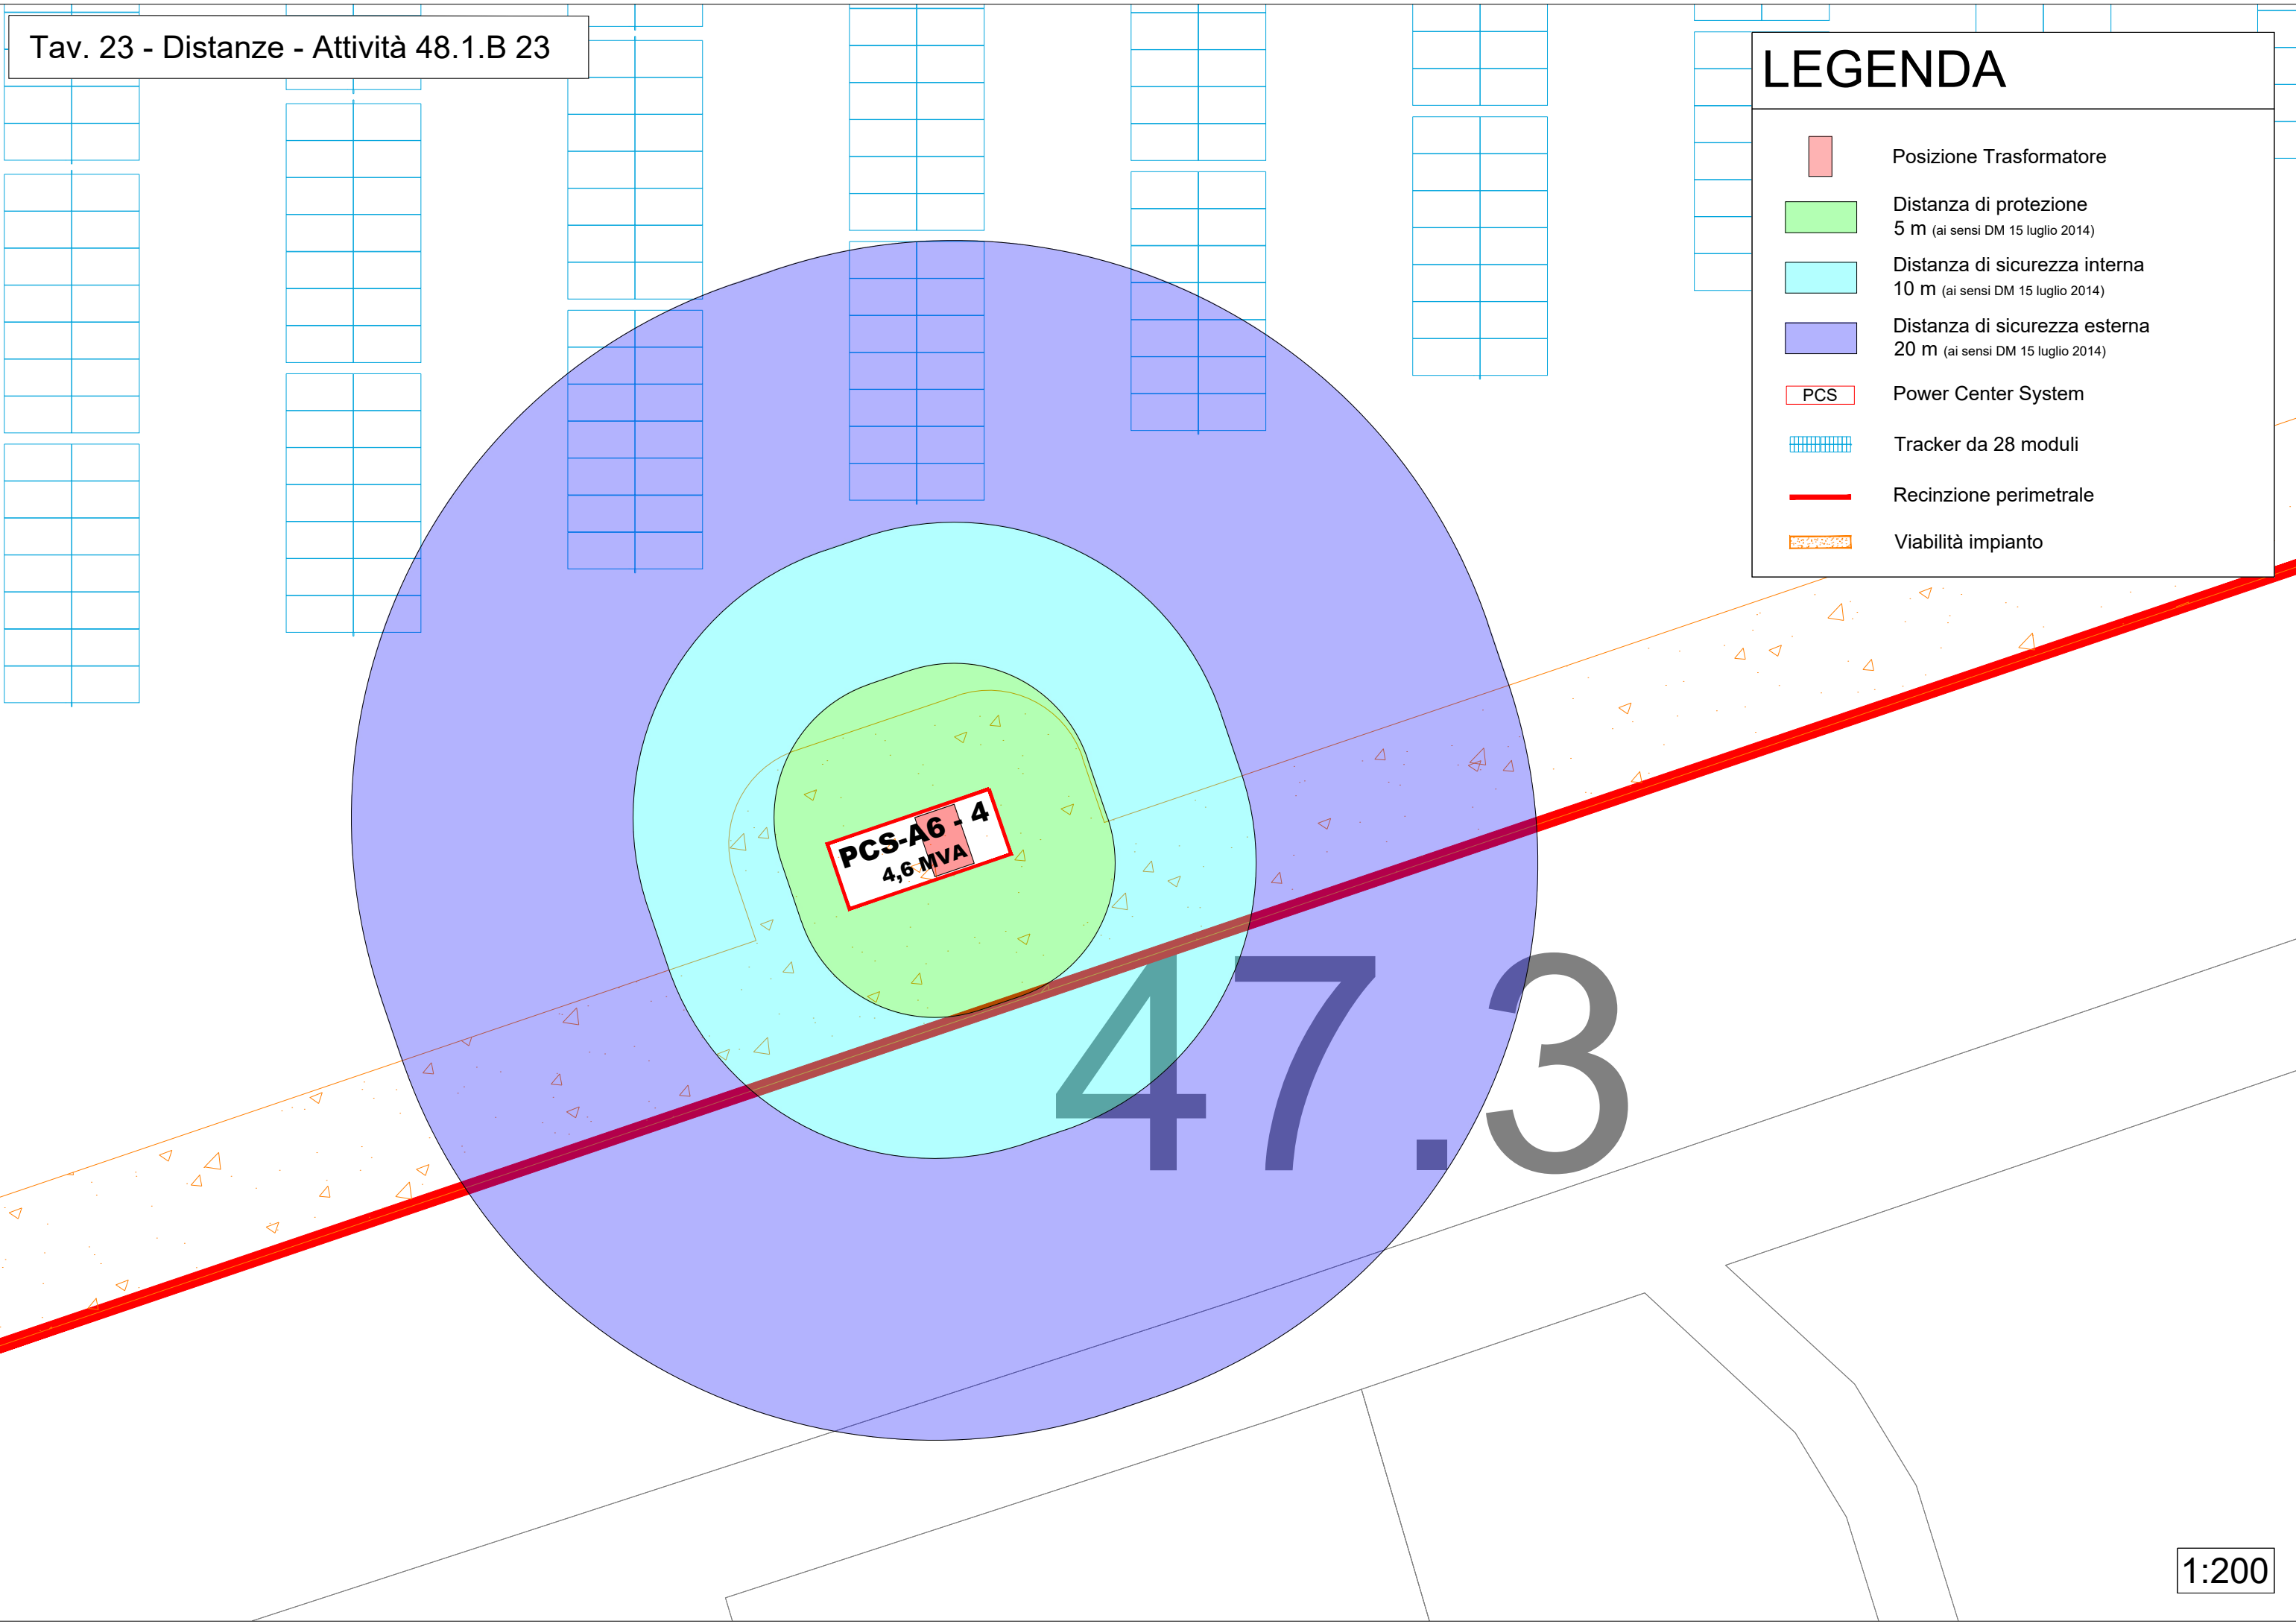 Tav. 23 - Distanze - Attività 48.1.B 23
LEGENDA
Posizione Trasformatore
Distanza di protezione
5 m (ai sensi DM 15 luglio 2014)
Distanza di sicurezza interna
10 m (ai sensi DM 15 luglio 2014)
Distanza di sicurezza esterna
20 m (ai sensi DM 15 luglio 2014)
PCS Power Center System
Tracker da 28 moduli
Recinzione perimetrale
Viabilità impianto
PCS-A6 - 4
4,6 MVA
47.3
1:200